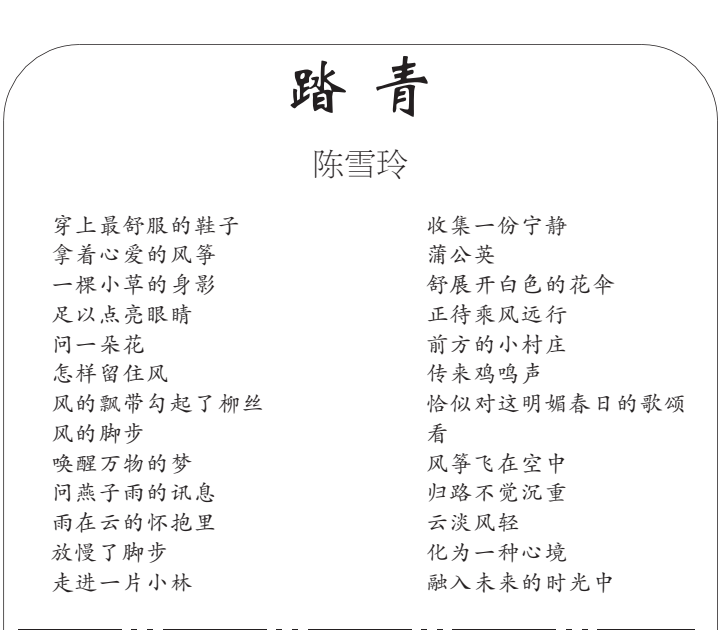 踏青
陈雪玲
穿上最舒服的鞋子
拿着心爱的风筝
一棵小草的身影
足以点亮眼睛
问一朵花
怎样留住风
风的飘带勾起了柳丝
风的脚步
唤醒万物的梦
问燕子雨的讯息
雨在云的怀抱里
放慢了脚步
走进一片小林
收集一份宁静
蒲公英
舒展开白色的花伞
正待乘风远行
前方的小村庄
传来鸡鸣声
恰似对这明媚春日的歌颂
看
风筝飞在空中
归路不觉沉重
云淡风轻
化为一种心境
融入未来的时光中